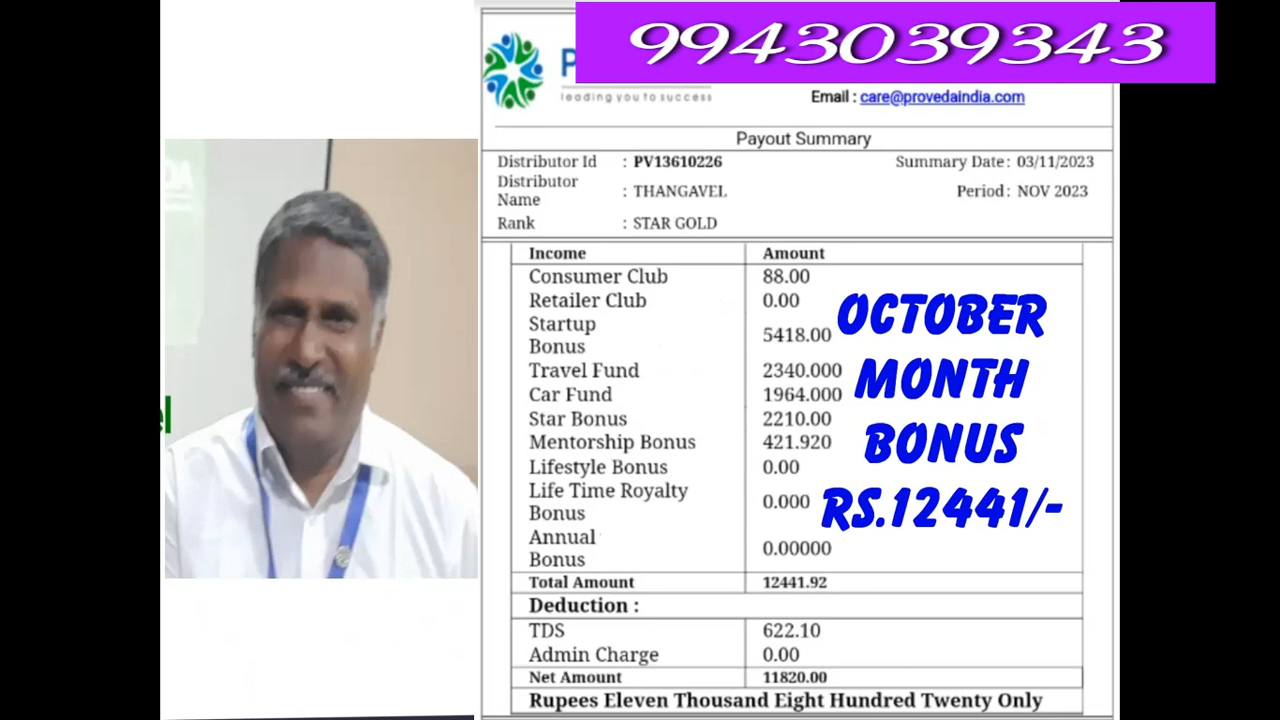 9943039343
leading you to success
Email : care@provedaindia.com
Payout Summary
Distributor Id : PV13610226 Summary Date : 03/11/2023
Distributor Name : THANGAVEL Period : NOV 2023
Rank : STAR GOLD
Income Amount
Consumer Club 88.00
Retailer Club 0.00
Startup Bonus 5418.00
Travel Fund 2340.000
Car Fund 1964.000
Star Bonus 2210.00
Mentorship Bonus 421.920
Lifestyle Bonus 0.00
Life Time Royalty Bonus 0.000
Annual Bonus 0.00000
Total Amount 12441.92
Deduction :
TDS 622.10
Admin Charge 0.00
Net Amount 11820.00
Rupees Eleven Thousand Eight Hundred Twenty Only
OCTOBER
MONTH
BONUS
RS.12441/-